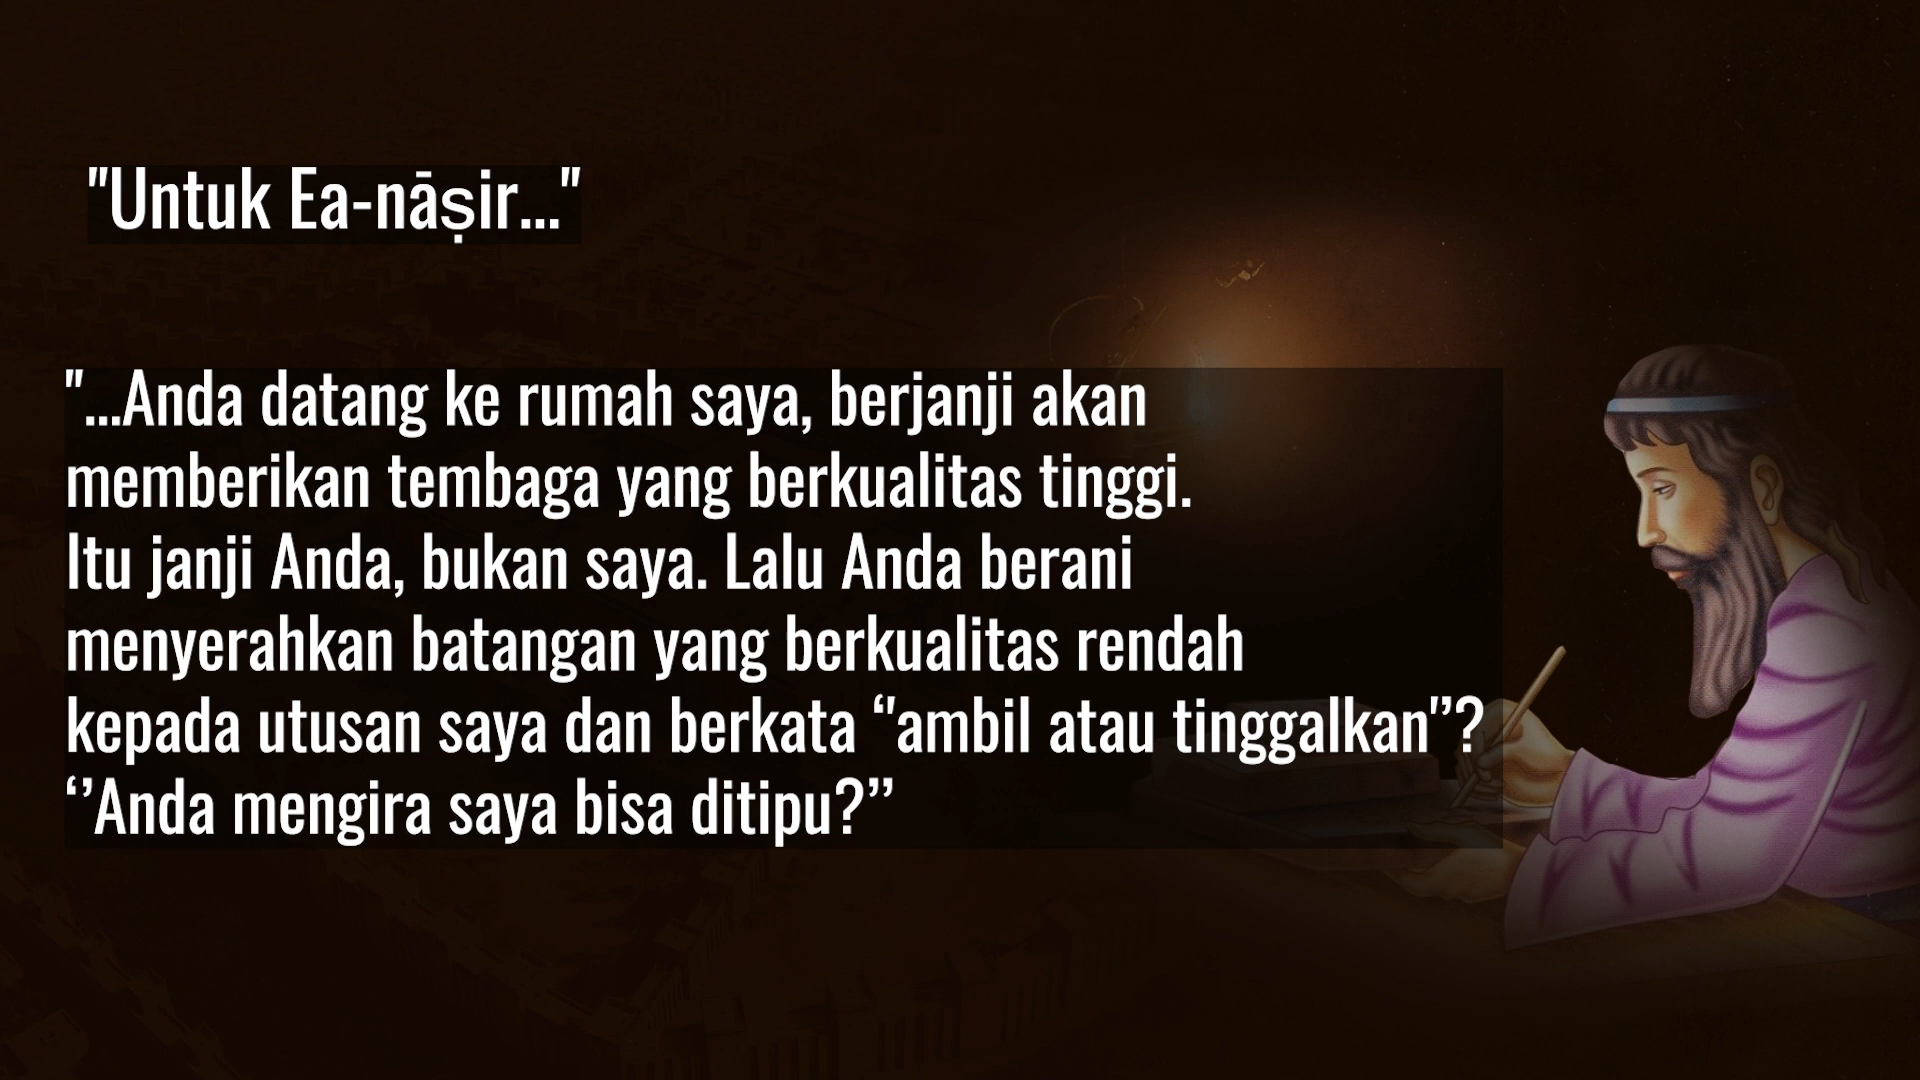 "Untuk Ea-nāṣir..."
"...Anda datang ke rumah saya, berjanji akan
memberikan tembaga yang berkualitas tinggi.
Itu janji Anda, bukan saya. Lalu Anda berani
menyerahkan batangan yang berkualitas rendah
kepada utusan saya dan berkata ‘'ambil atau tinggalkan"?
‘’Anda mengira saya bisa ditipu?’’